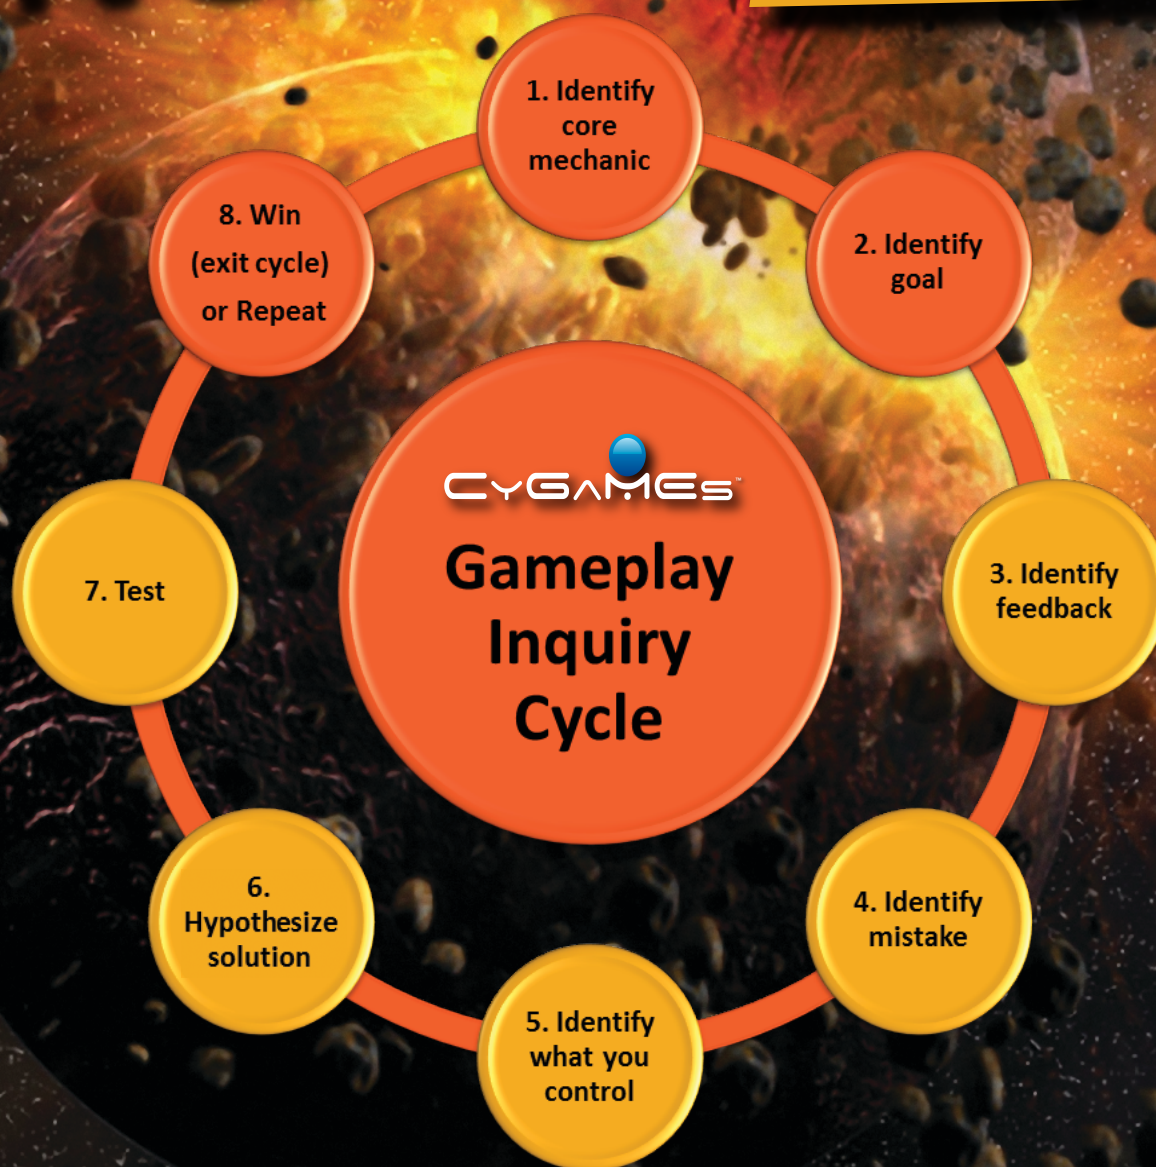 1. Identify
core
mechanic
2. Identify
goal
3. Identify
feedback
4. Identify
mistake
5. Identify
what you
control
6.
Hypothesize
solution
7. Test
8. Win
(exit cycle)
or Repeat
CyGaMEs™
Gameplay
Inquiry
Cycle